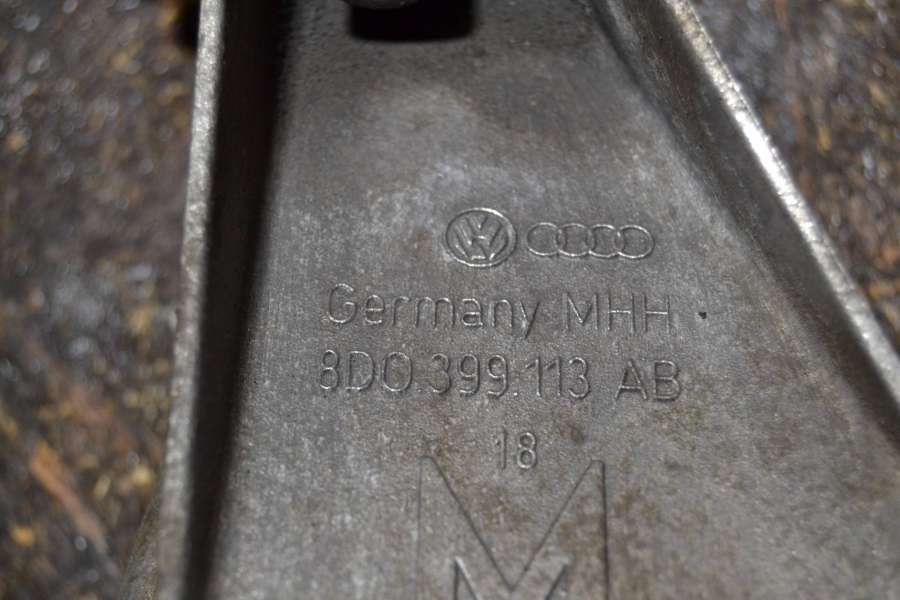 Germany MHH
8D0.399.113 AB
18
M